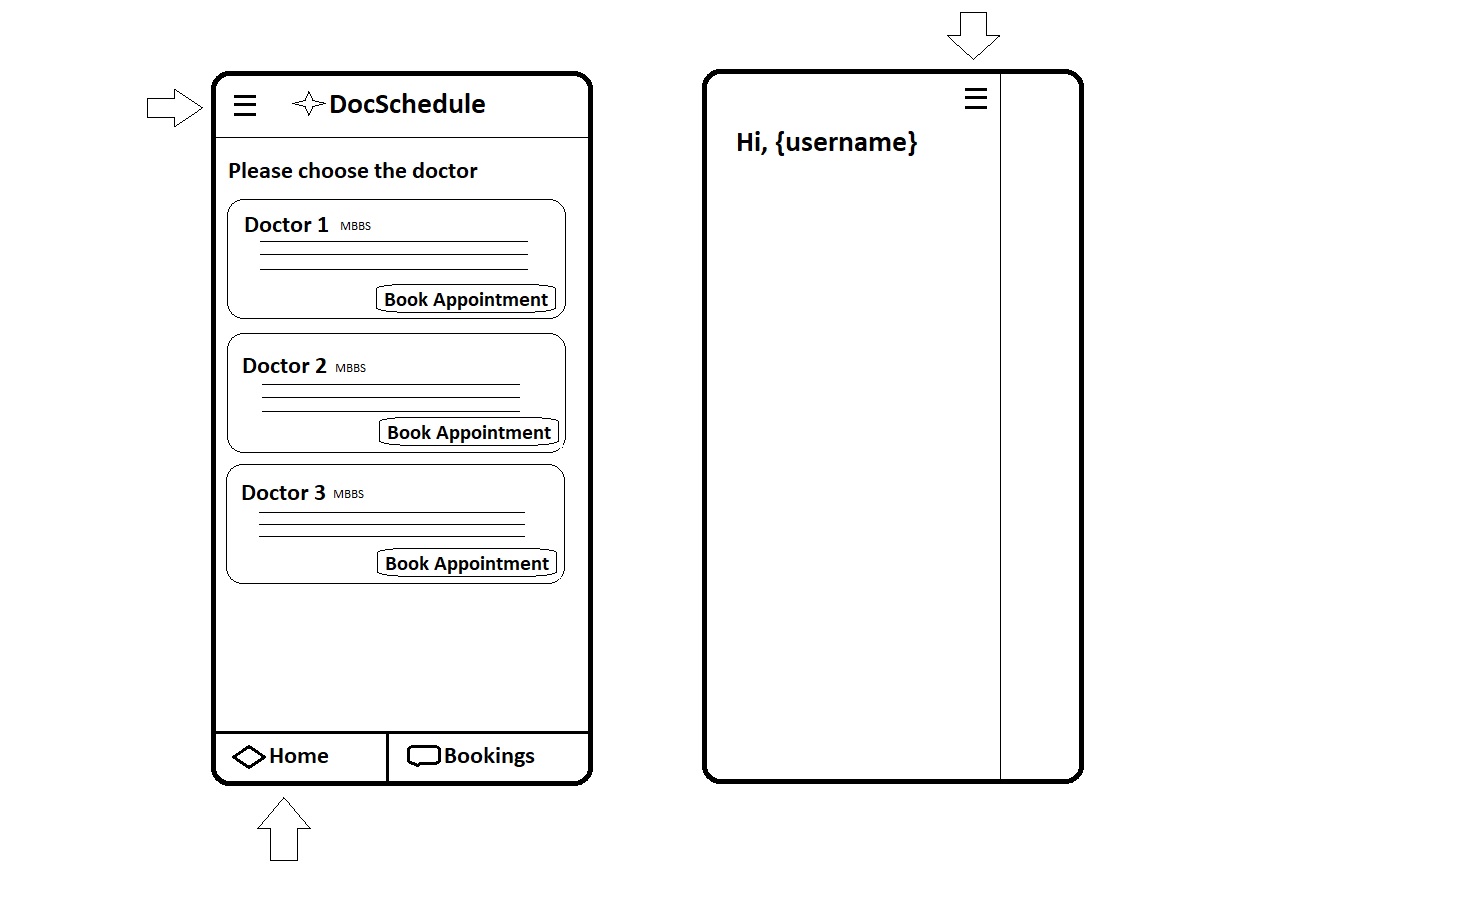 DocSchedule
Please choose the doctor
Doctor 1 MBBS
Book Appointment
Doctor 2 MBBS
Book Appointment
Doctor 3 MBBS
Book Appointment
Home
Bookings
Hi, {username}